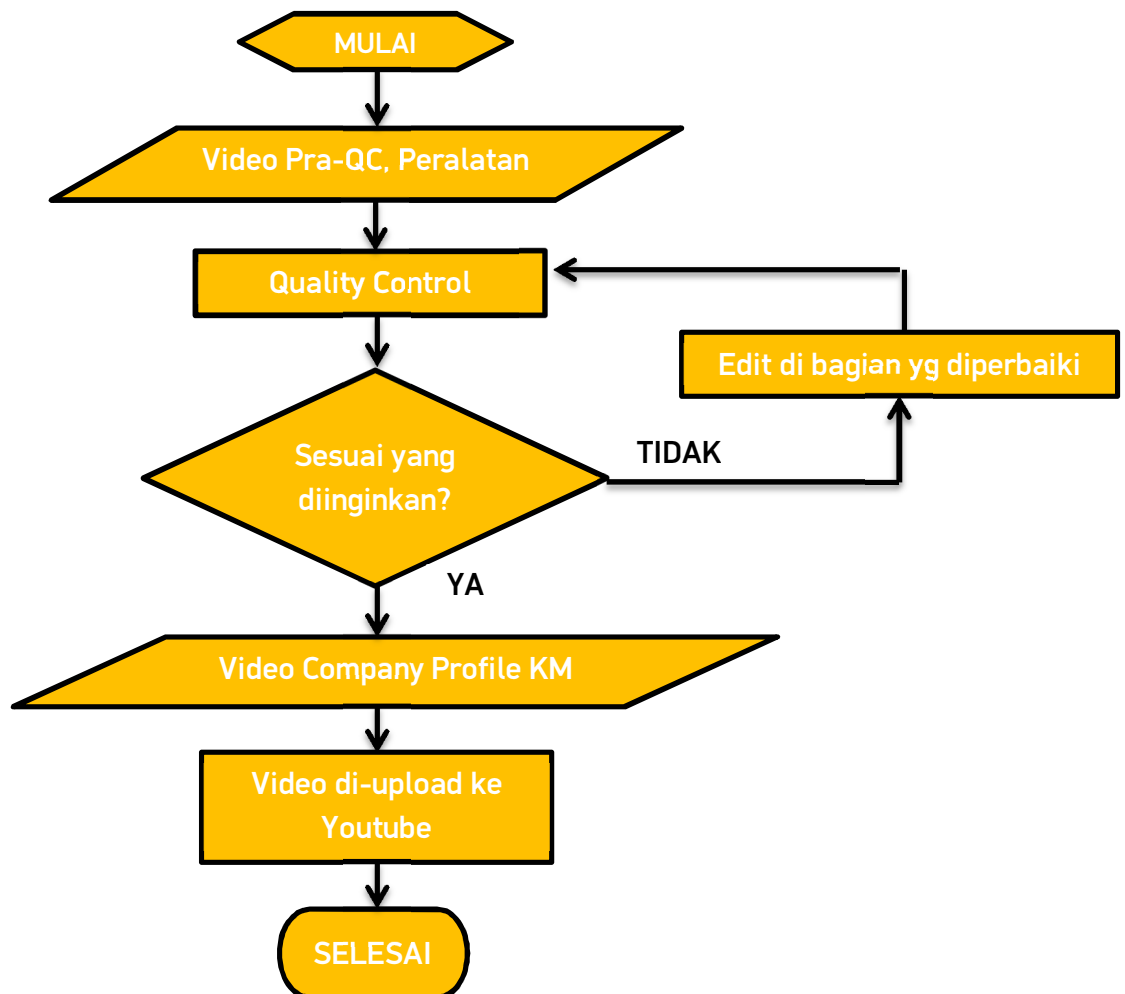 MULAI
Video Pra-QC, Peralatan
Quality Control
Edit di bagian yg diperbaiki
Sesuai yang
diinginkan?
TIDAK
YA
Video Company Profile KM
Video di-upload ke
Youtube
SELESAI